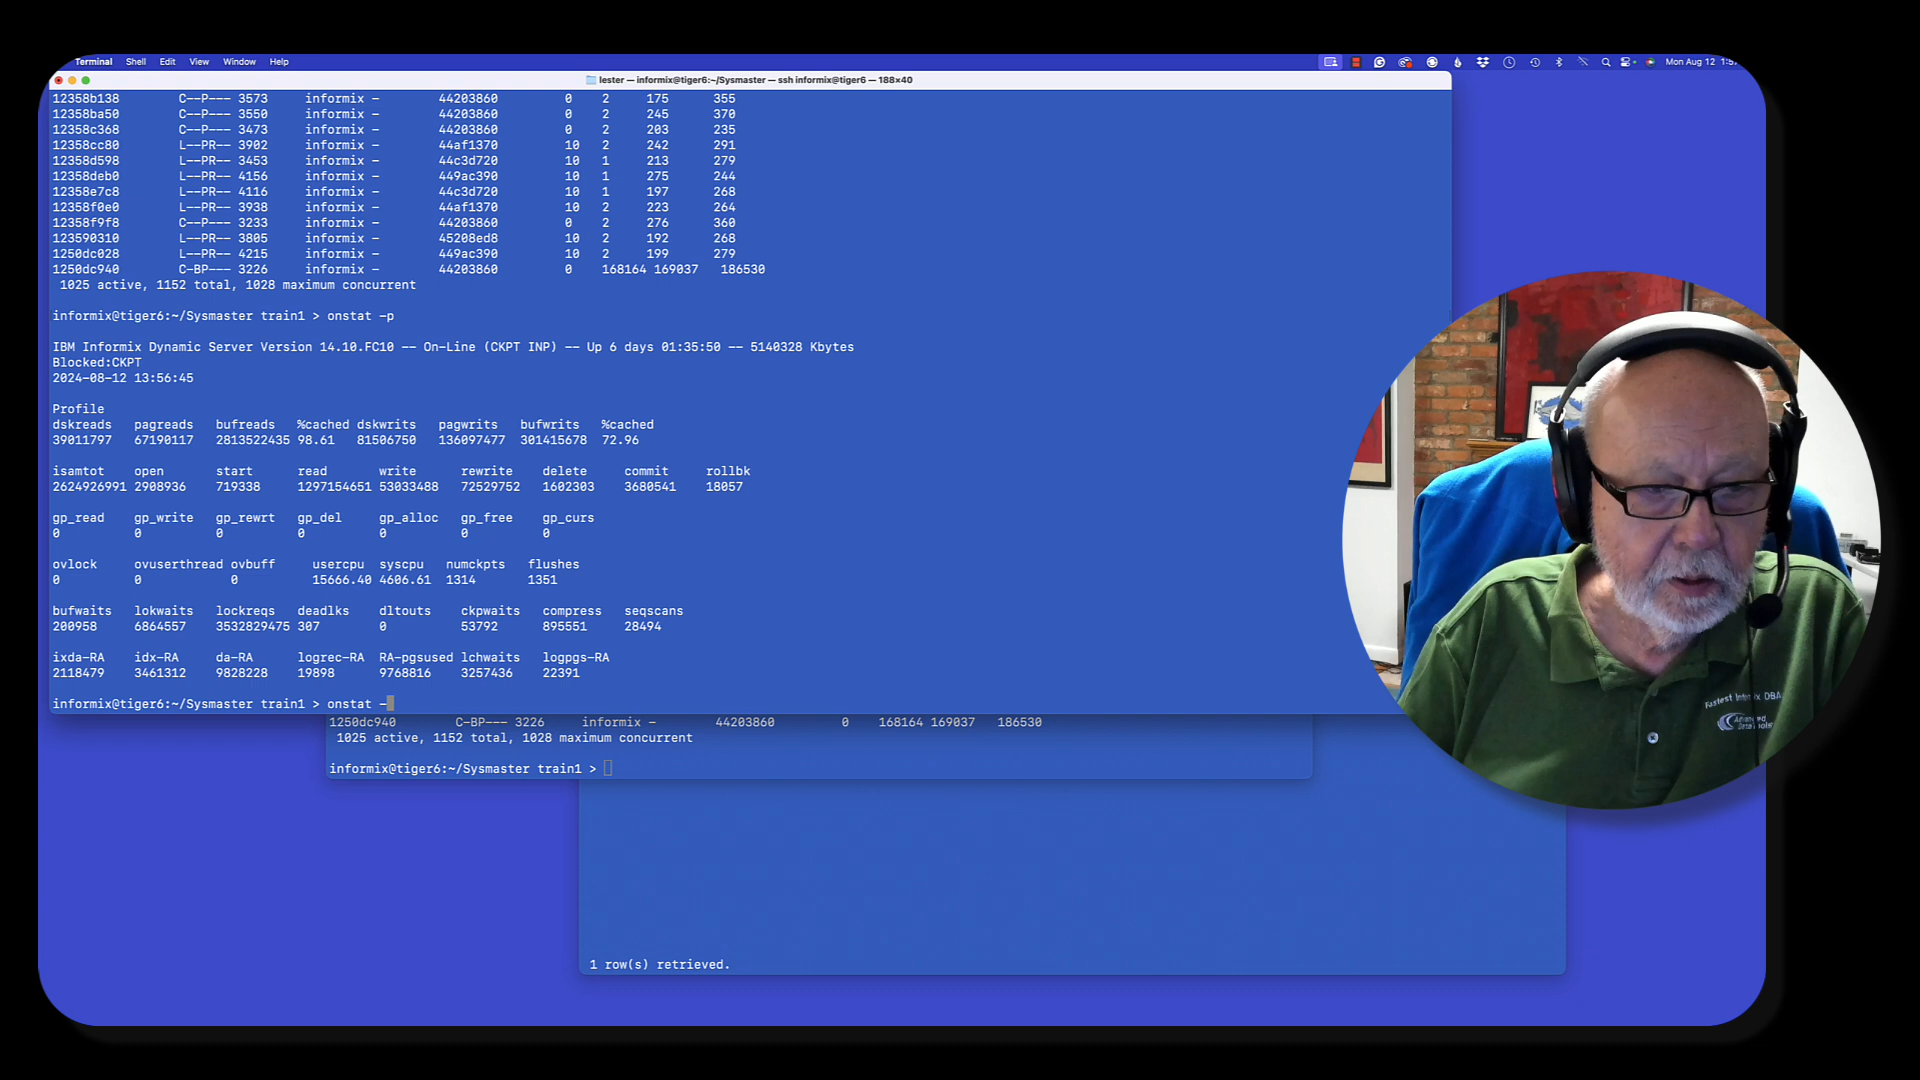 Terminal Shell Edit View Window Help Mon Aug 12 1:5
lester — informix@tiger6:~/Sysmaster — ssh informix@tiger6 — 188×40
12358b138 C--P--- 3573 informix - 44203860 0 2 175 355
12358ba50 C--P--- 3550 informix - 44203860 0 2 245 370
12358c368 C--P--- 3473 informix - 44203860 0 2 203 235
12358cc80 L--PR-- 3902 informix - 44af1370 10 2 242 291
12358d598 L--PR-- 3453 informix - 44c3d720 10 1 213 279
12358deb0 L--PR-- 4156 informix - 449ac390 10 1 275 244
12358e7c8 L--PR-- 4116 informix - 44c3d720 10 1 197 268
12358f0e0 L--PR-- 3938 informix - 44af1370 10 2 223 264
12358f9f8 C--P--- 3233 informix - 44203860 0 2 276 360
123590310 L--PR-- 3805 informix - 45208ed8 10 2 192 268
1250dc028 L--PR-- 4215 informix - 449ac390 10 2 199 279
1250dc940 C-BP--- 3226 informix - 44203860 0 168164 169037 186530
1025 active, 1152 total, 1028 maximum concurrent
informix@tiger6:~/Sysmaster train1 > onstat -p
IBM Informix Dynamic Server Version 14.10.FC10 -- On-Line (CKPT INP) -- Up 6 days 01:35:50 -- 5140328 Kbytes
Blocked:CKPT
2024-08-12 13:56:45
Profile
dskreads pagreads bufreads %cached dskwrits pagwrits bufwrits %cached
39011797 67190117 2813522435 98.61 81506750 136097477 301415678 72.96
isamtot open start read write rewrite delete commit rollbk
2624926991 2908936 719338 1297154651 53033488 72529752 1602303 3680541 18057
gp_read gp_write gp_rewrt gp_del gp_alloc gp_free gp_curs
0 0 0 0 0 0 0
ovlock ovuserthread ovbuff usercpu syscpu numckpts flushes
0 0 0 15666.40 4606.61 1314 1351
bufwaits lokwaits lockreqs deadlks dltouts ckpwaits compress seqscans
200958 6864557 3532829475 307 0 53792 895551 28494
ixda-RA idx-RA da-RA logrec-RA RA-pgsused lchwaits logpgs-RA
2118479 3461312 9828228 19898 9768816 3257436 22391
informix@tiger6:~/Sysmaster train1 > onstat -
1250dc940 C-BP--- 3226 informix - 44203860 0 168164 169037 186530
1025 active, 1152 total, 1028 maximum concurrent
informix@tiger6:~/Sysmaster train1 >
1 row(s) retrieved.
Fastest Informix DBA
Advanced
DataTools